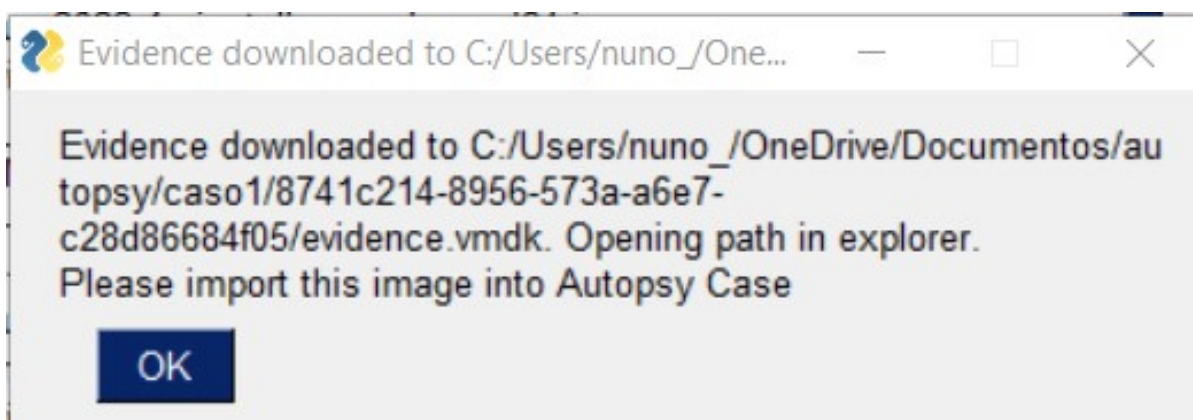 Evidence downloaded to C:/Users/nuno_/One...
Evidence downloaded to C:/Users/nuno_/OneDrive/Documentos/au
topsy/caso1/8741c214-8956-573a-a6e7-
c28d86684f05/evidence.vmdk. Opening path in explorer.
Please import this image into Autopsy Case
OK